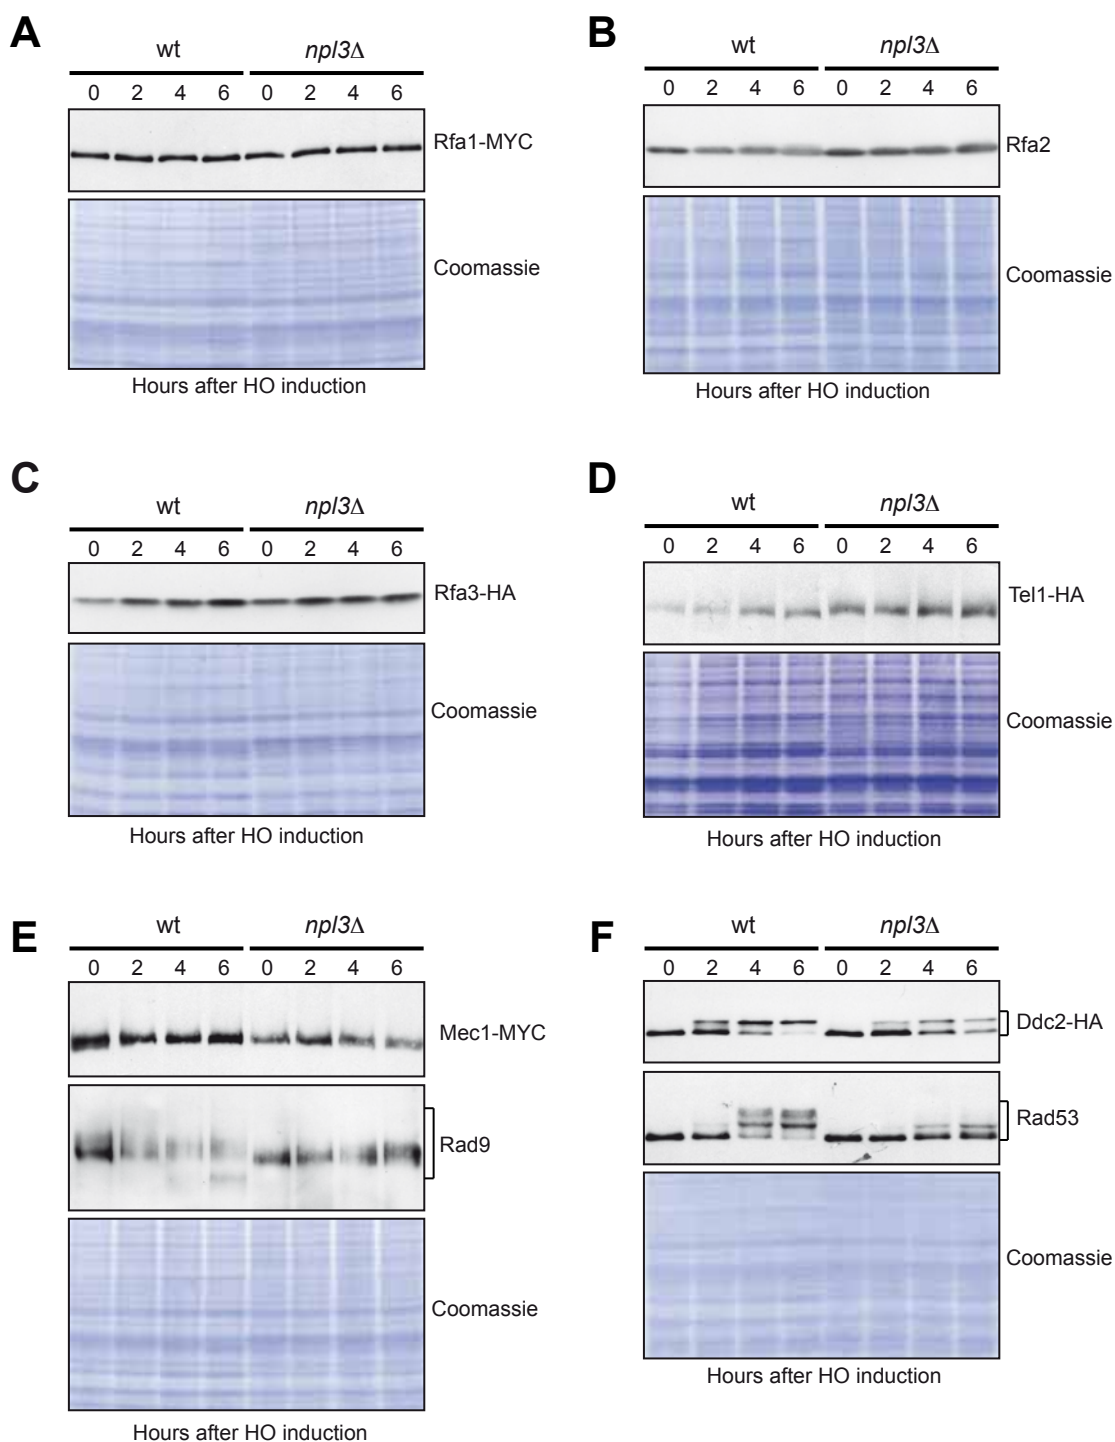 A
wt npl3Δ
0 2 4 6 0 2 4 6
Rfa1-MYC
Coomassie
Hours after HO induction
B
wt npl3Δ
0 2 4 6 0 2 4 6
Rfa2
Coomassie
Hours after HO induction
C
wt npl3Δ
0 2 4 6 0 2 4 6
Rfa3-HA
Coomassie
Hours after HO induction
D
wt npl3Δ
0 2 4 6 0 2 4 6
Tel1-HA
Coomassie
Hours after HO induction
E
wt npl3Δ
0 2 4 6 0 2 4 6
Mec1-MYC
Rad9
Coomassie
Hours after HO induction
F
wt npl3Δ
0 2 4 6 0 2 4 6
Ddc2-HA
Rad53
Coomassie
Hours after HO induction